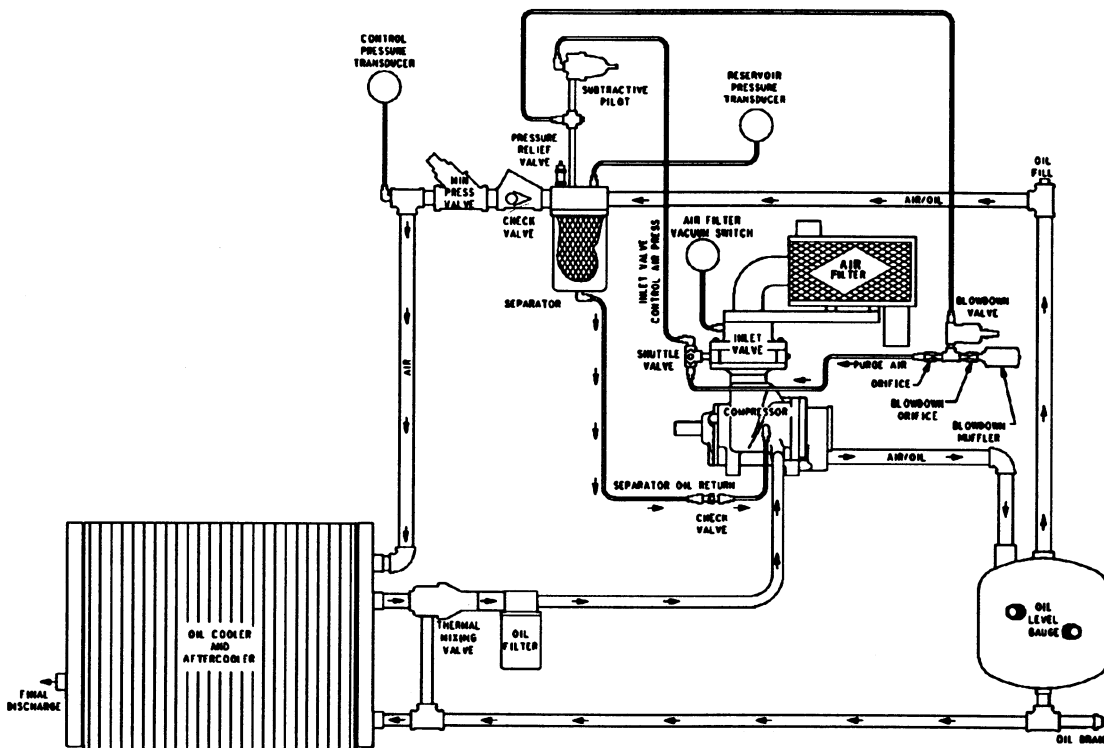 CONTROL
PRESSURE
TRANSDUCER
SUBTRACTIVE
PILOT
RESERVOIR
PRESSURE
TRANSDUCER
PRESSURE
RELIEF
VALVE
MIN
PRESS
VALVE
CHECK
VALVE
OIL
FILL
AIR/OIL
AIR FILTER
VACUUM SWITCH
INLET VALVE
CONTROL AIR PRESS
AIR
FILTER
SEPARATOR
BLOWDOWN
VALVE
INLET
VALVE
SHUTTLE
VALVE
PURGE AIR
ORIFICE
BLOWDOWN
ORIFICE
BLOWDOWN
MUFFLER
AIR
COMPRESSOR
AIR/OIL
SEPARATOR OIL RETURN
CHECK
VALVE
OIL COOLER
AND
AFTERCOOLER
THERMAL
MIXING
VALVE
OIL
FILTER
OIL
LEVEL
GAUGE
FINAL
DISCHARGE
OIL DRAIN